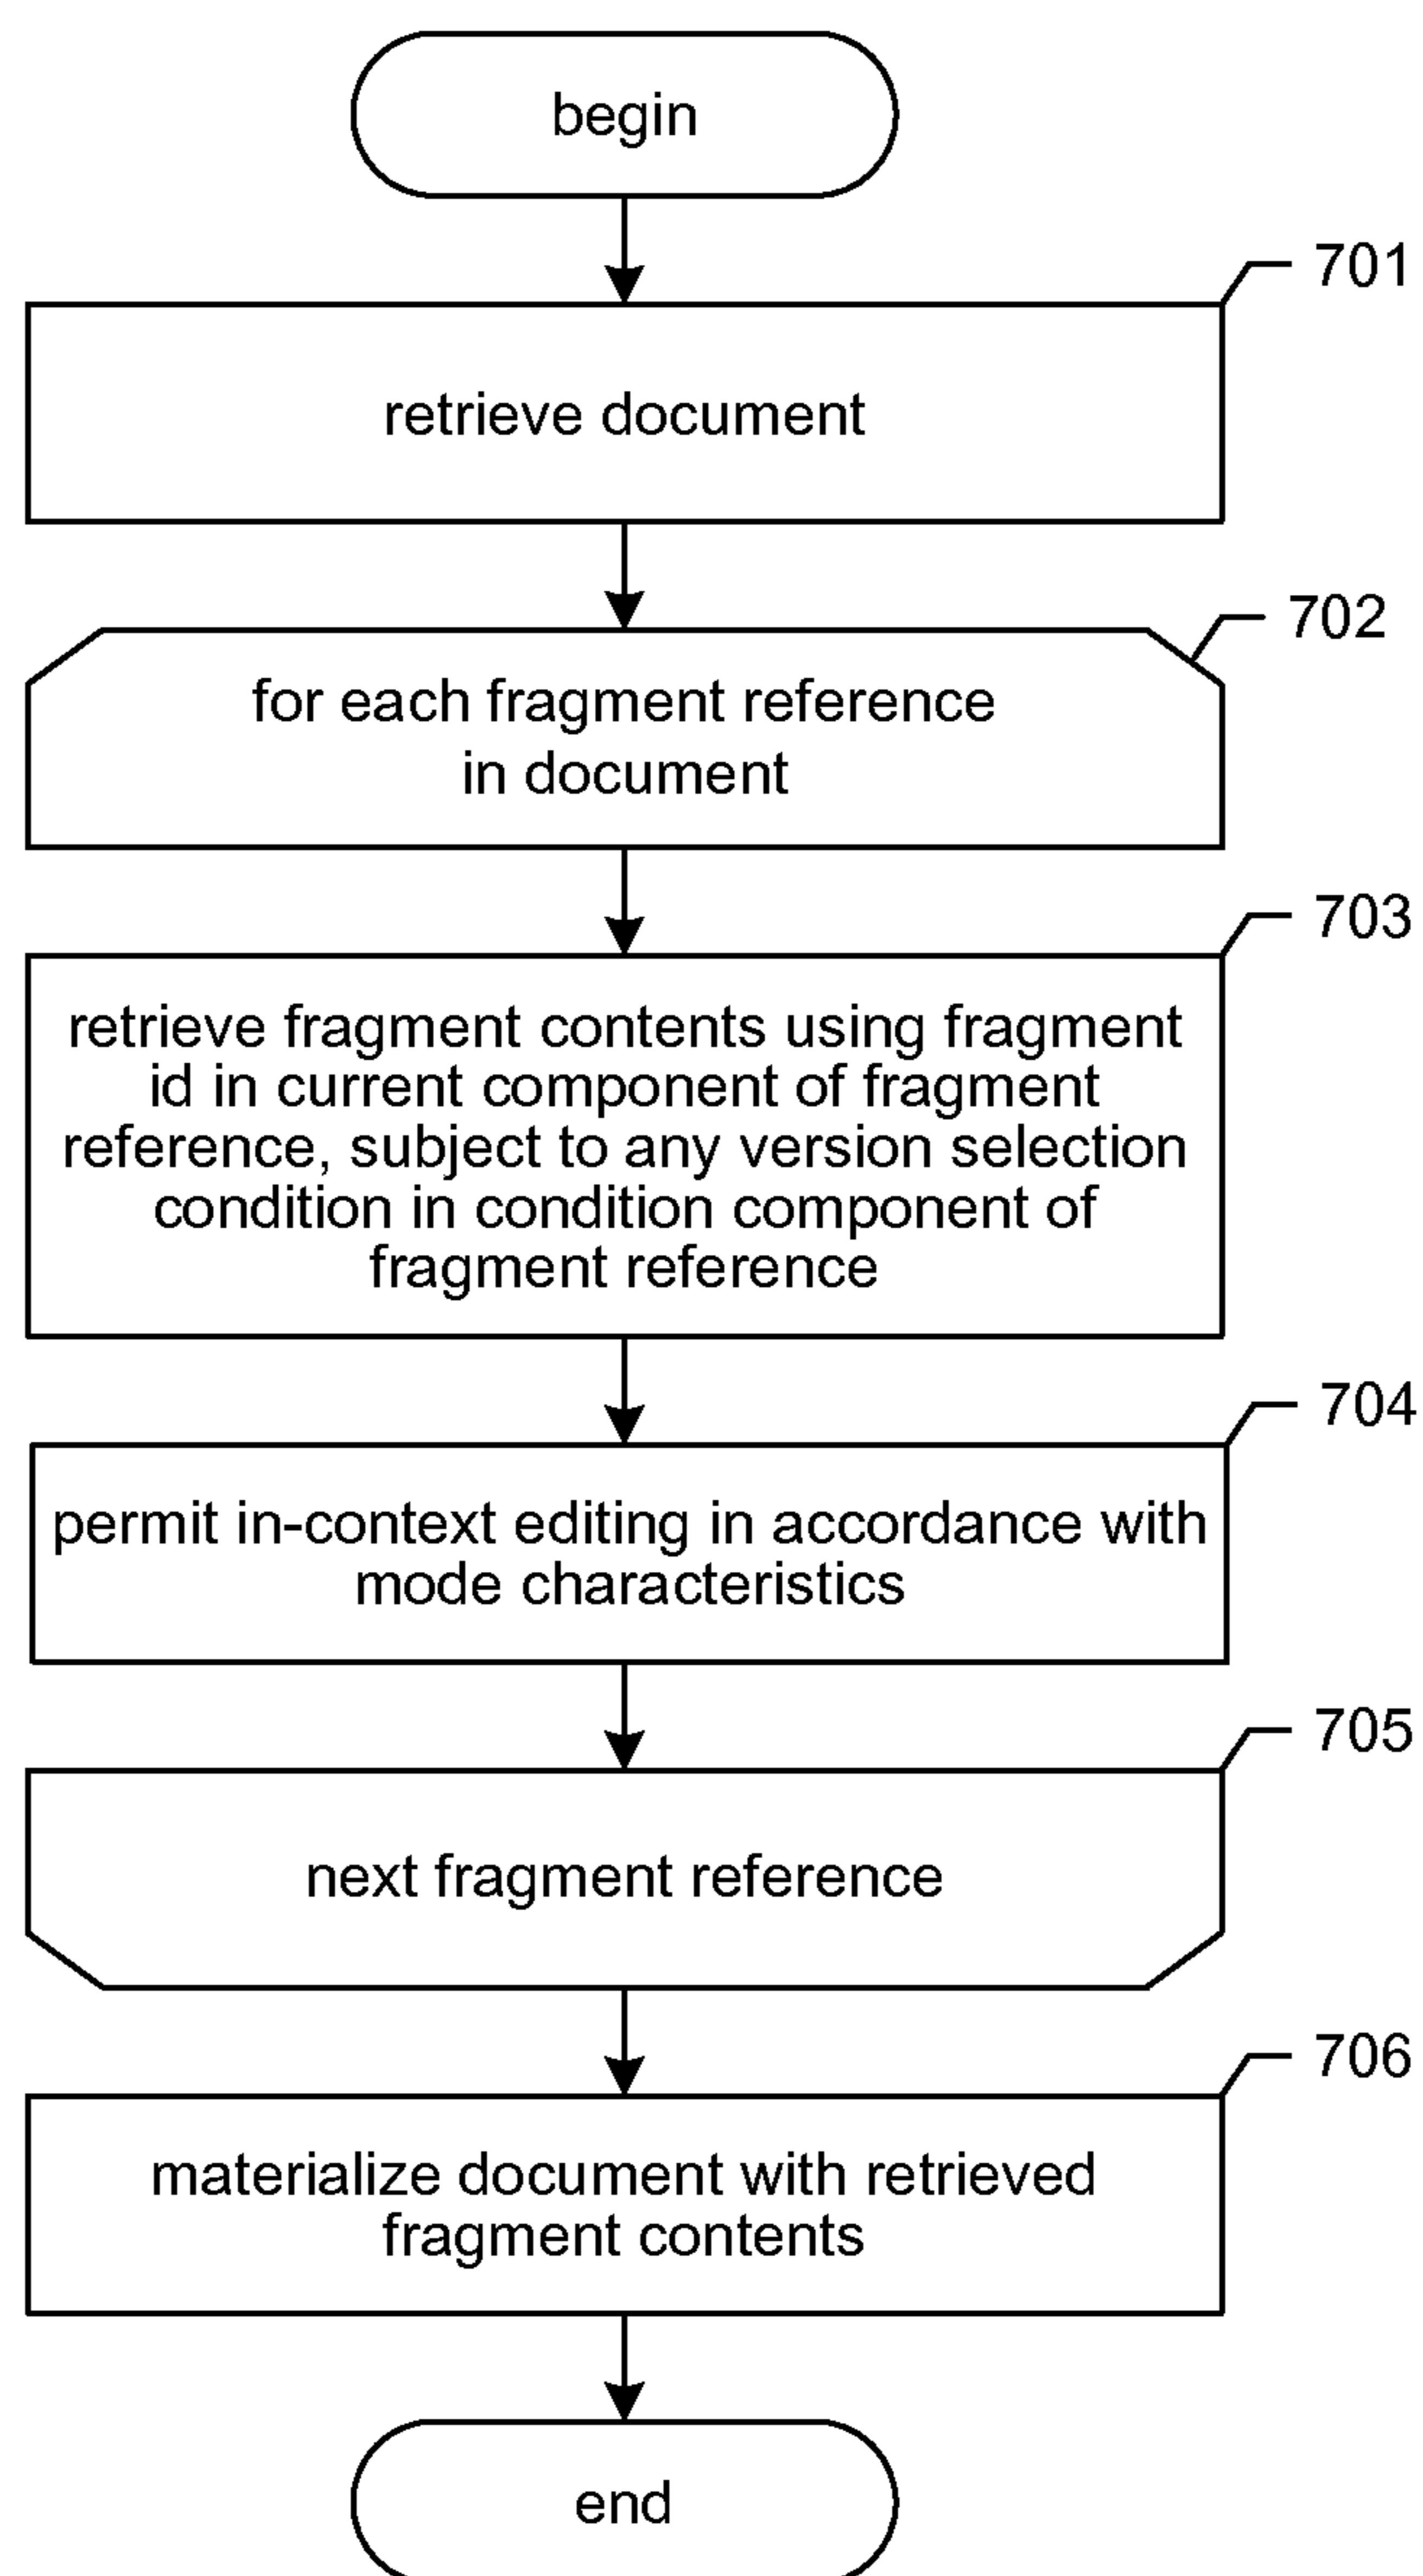 begin
701
retrieve document
702
for each fragment reference
in document
703
retrieve fragment contents using fragment
id in current component of fragment
reference, subject to any version selection
condition in condition component of
fragment reference
704
permit in-context editing in accordance with
mode characteristics
705
next fragment reference
706
materialize document with retrieved
fragment contents
end